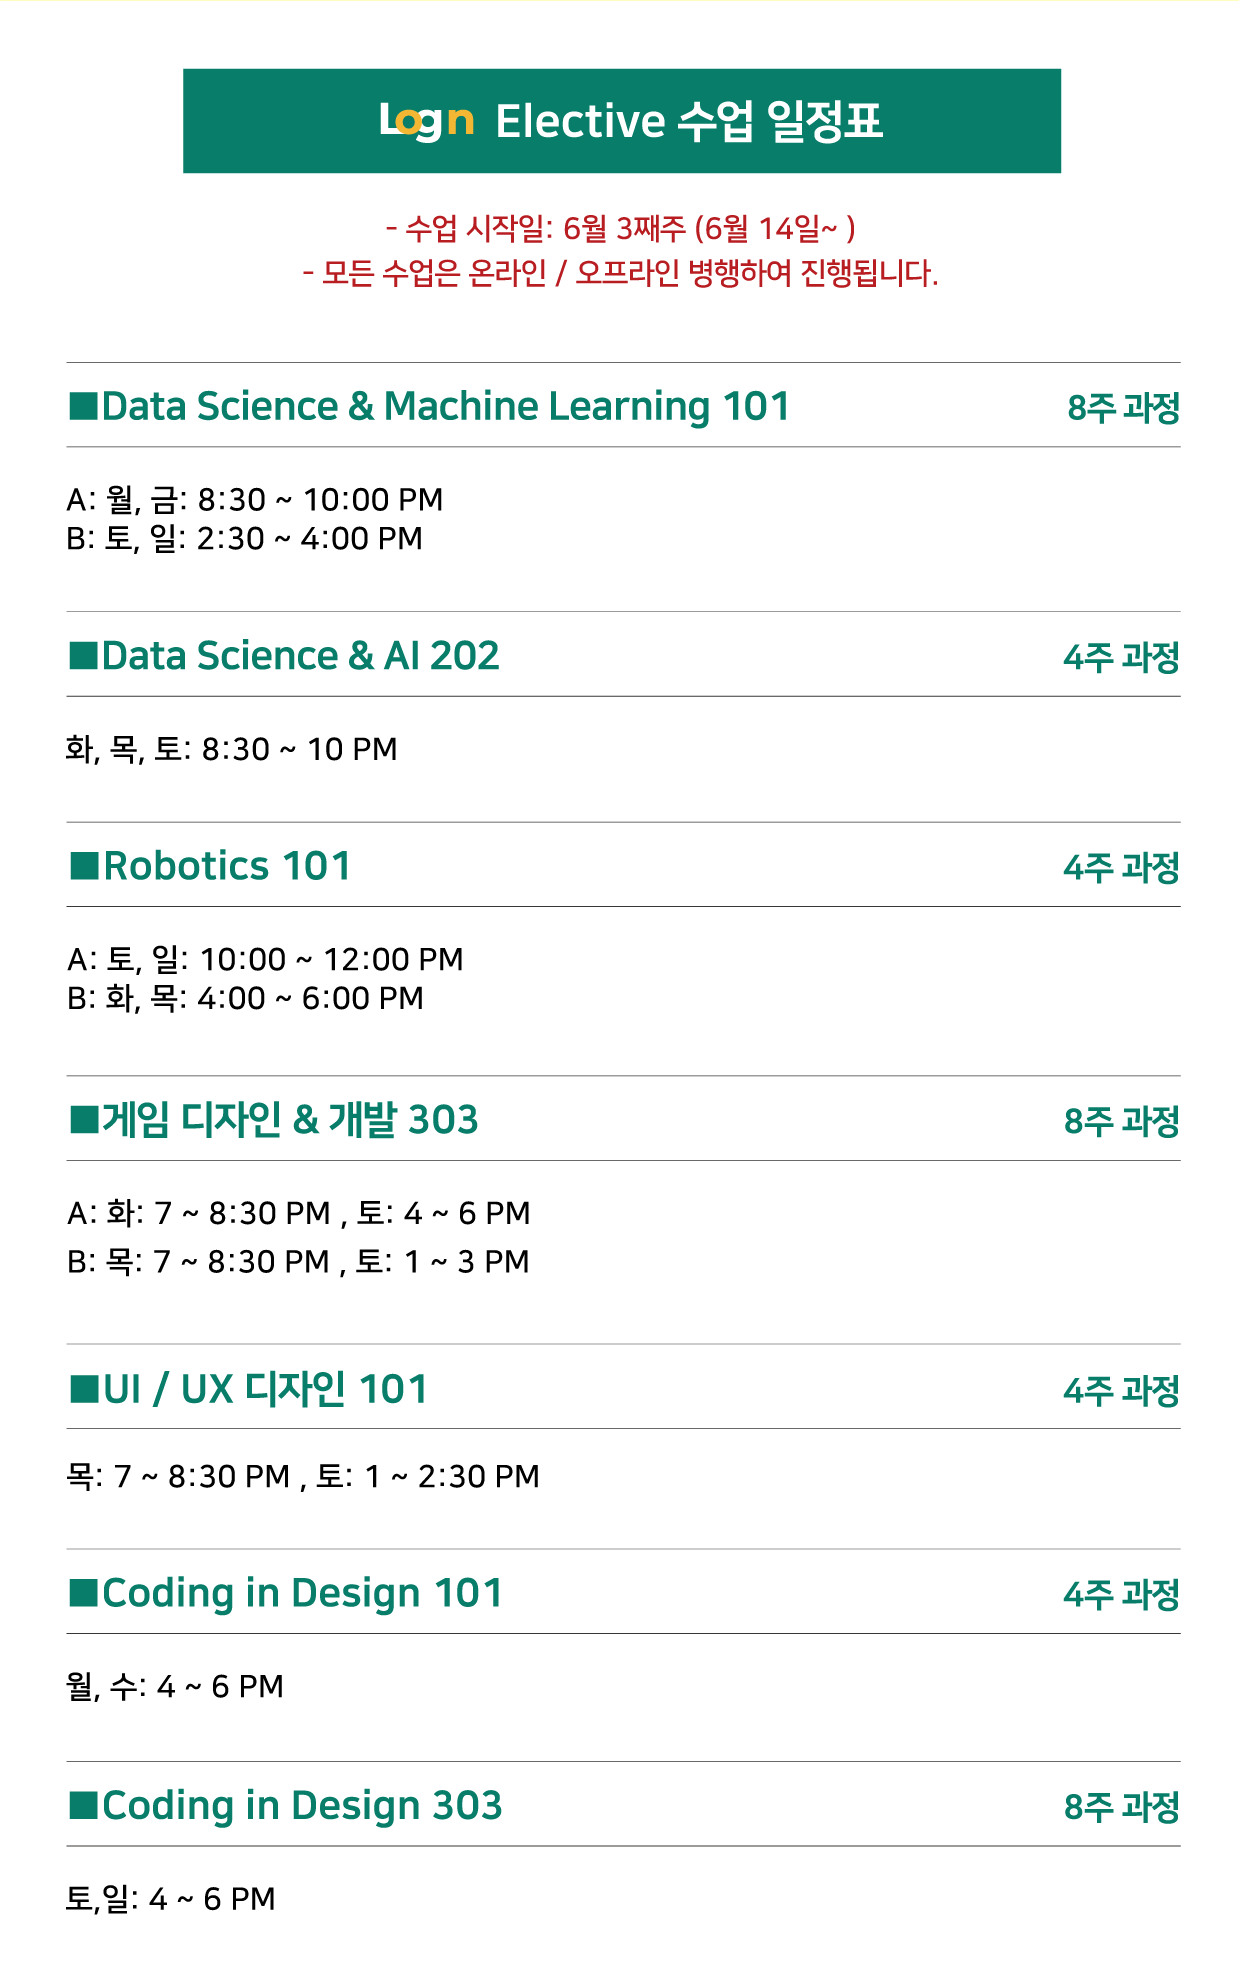 Logn Elective 수업 일정표
- 수업 시작일: 6월 3째주 (6월 14일~ )
- 모든 수업은 온라인 / 오프라인 병행하여 진행됩니다.
■Data Science & Machine Learning 101 8주 과정
A: 월, 금: 8:30 ~ 10:00 PM
B: 토, 일: 2:30 ~ 4:00 PM
■Data Science & AI 202 4주 과정
화, 목, 토: 8:30 ~ 10 PM
■Robotics 101 4주 과정
A: 토, 일: 10:00 ~ 12:00 PM
B: 화, 목: 4:00 ~ 6:00 PM
■게임 디자인 & 개발 303 8주 과정
A: 화: 7 ~ 8:30 PM , 토: 4 ~ 6 PM
B: 목: 7 ~ 8:30 PM , 토: 1 ~ 3 PM
■UI / UX 디자인 101 4주 과정
목: 7 ~ 8:30 PM , 토: 1 ~ 2:30 PM
■Coding in Design 101 4주 과정
월, 수: 4 ~ 6 PM
■Coding in Design 303 8주 과정
토,일: 4 ~ 6 PM